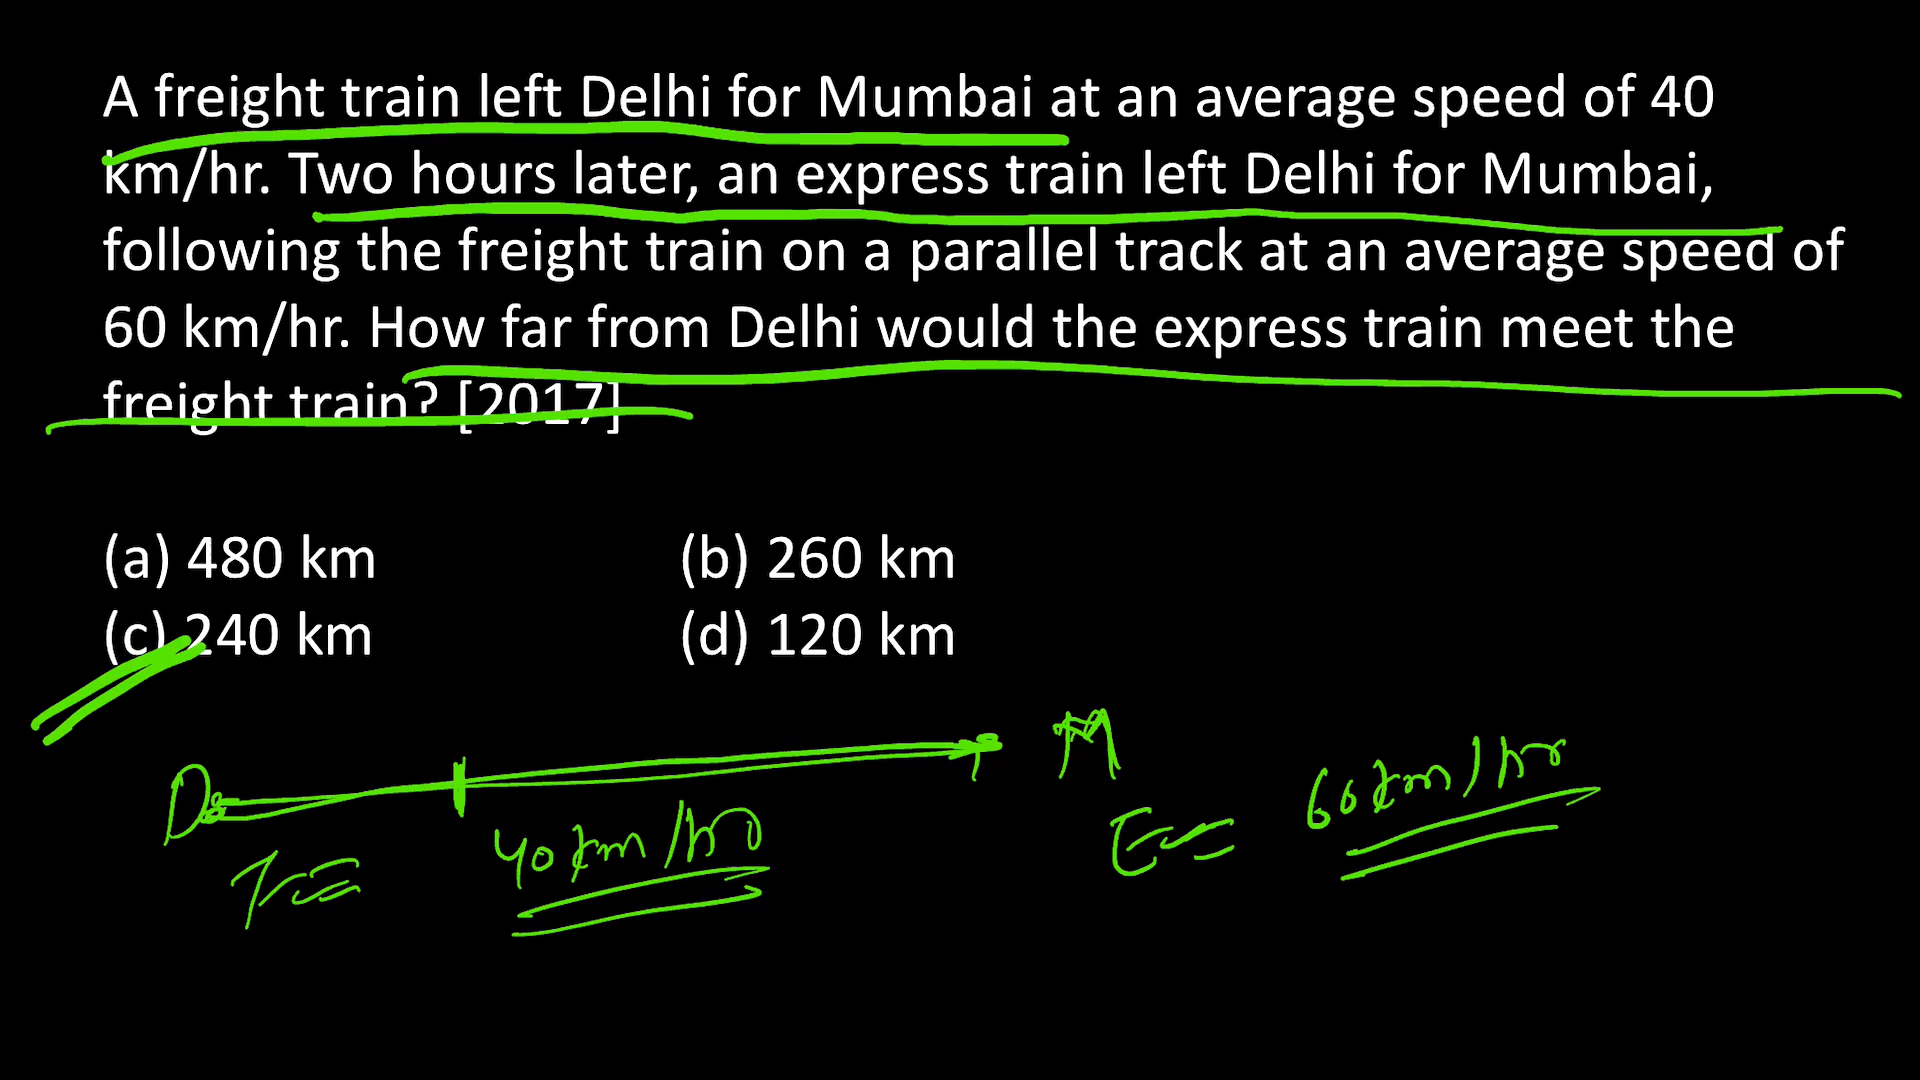 A freight train left Delhi for Mumbai at an average speed of 40
km/hr. Two hours later, an express train left Delhi for Mumbai,
following the freight train on a parallel track at an average speed of
60 km/hr. How far from Delhi would the express train meet the
freight train? [2017]
(a) 480 km (b) 260 km
(c) 240 km (d) 120 km
D M
40 km/hr E = 60 km/hr